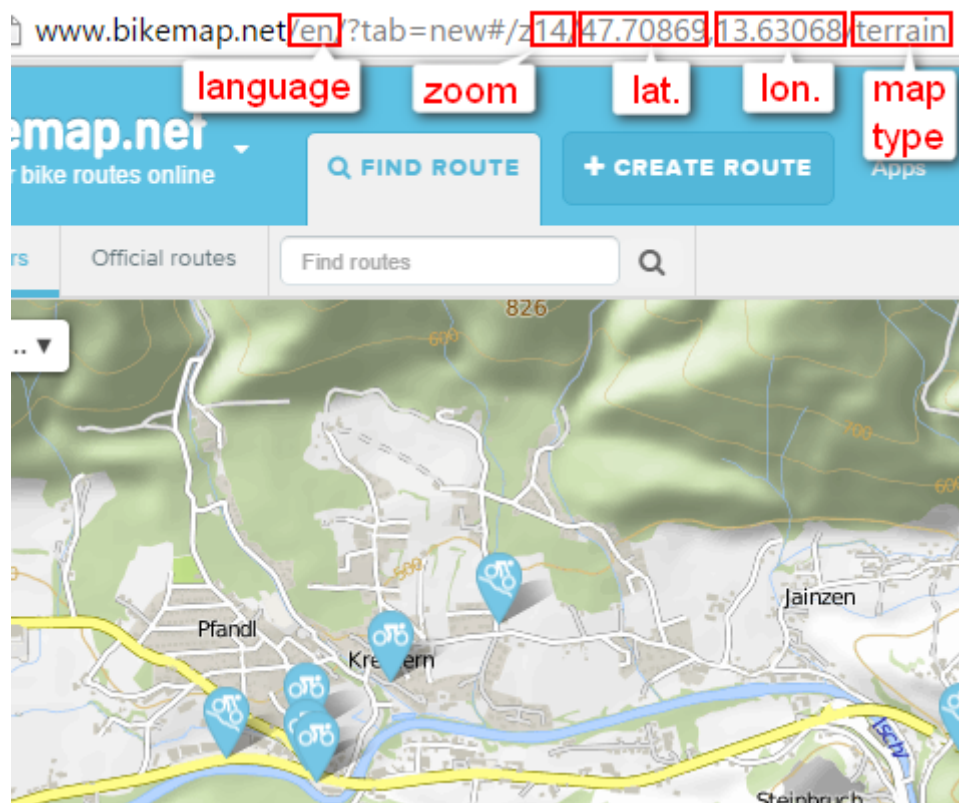 www.bikemap.net/en/?tab=new#/z14/47.70869,13.63068/terrain
language
zoom
lat.
lon.
map
type
emap.net
r bike routes online
FIND ROUTE
+ CREATE ROUTE
Apps
rs
Official routes
Find routes
826
.. ▼
600
700
600
600
Jainzen
Pfandl
Ischl
Steinbruch